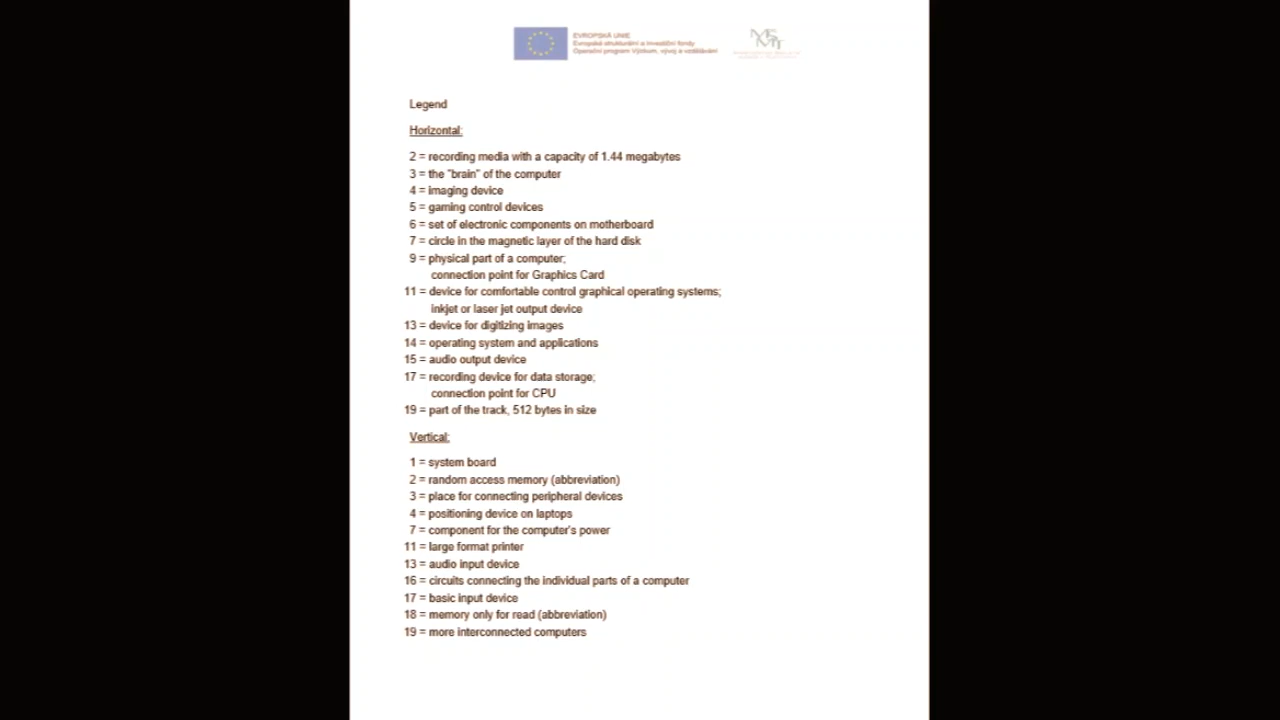 EVROPSKÁ UNIE
Evropské strukturální a investiční fondy
Operační program Výzkum, vývoj a vzdělávání
Legend
Horizontal:
2 = recording media with a capacity of 1.44 megabytes
3 = the "brain" of the computer
4 = imaging device
5 = gaming control devices
6 = set of electronic components on motherboard
7 = circle in the magnetic layer of the hard disk
9 = physical part of a computer;
connection point for Graphics Card
11 = device for comfortable control graphical operating systems;
inkjet or laser jet output device
13 = device for digitizing images
14 = operating system and applications
15 = audio output device
17 = recording device for data storage;
connection point for CPU
19 = part of the track, 512 bytes in size
Vertical:
1 = system board
2 = random access memory (abbreviation)
3 = place for connecting peripheral devices
4 = positioning device on laptops
7 = component for the computer's power
11 = large format printer
13 = audio input device
16 = circuits connecting the individual parts of a computer
17 = basic input device
18 = memory only for read (abbreviation)
19 = more interconnected computers